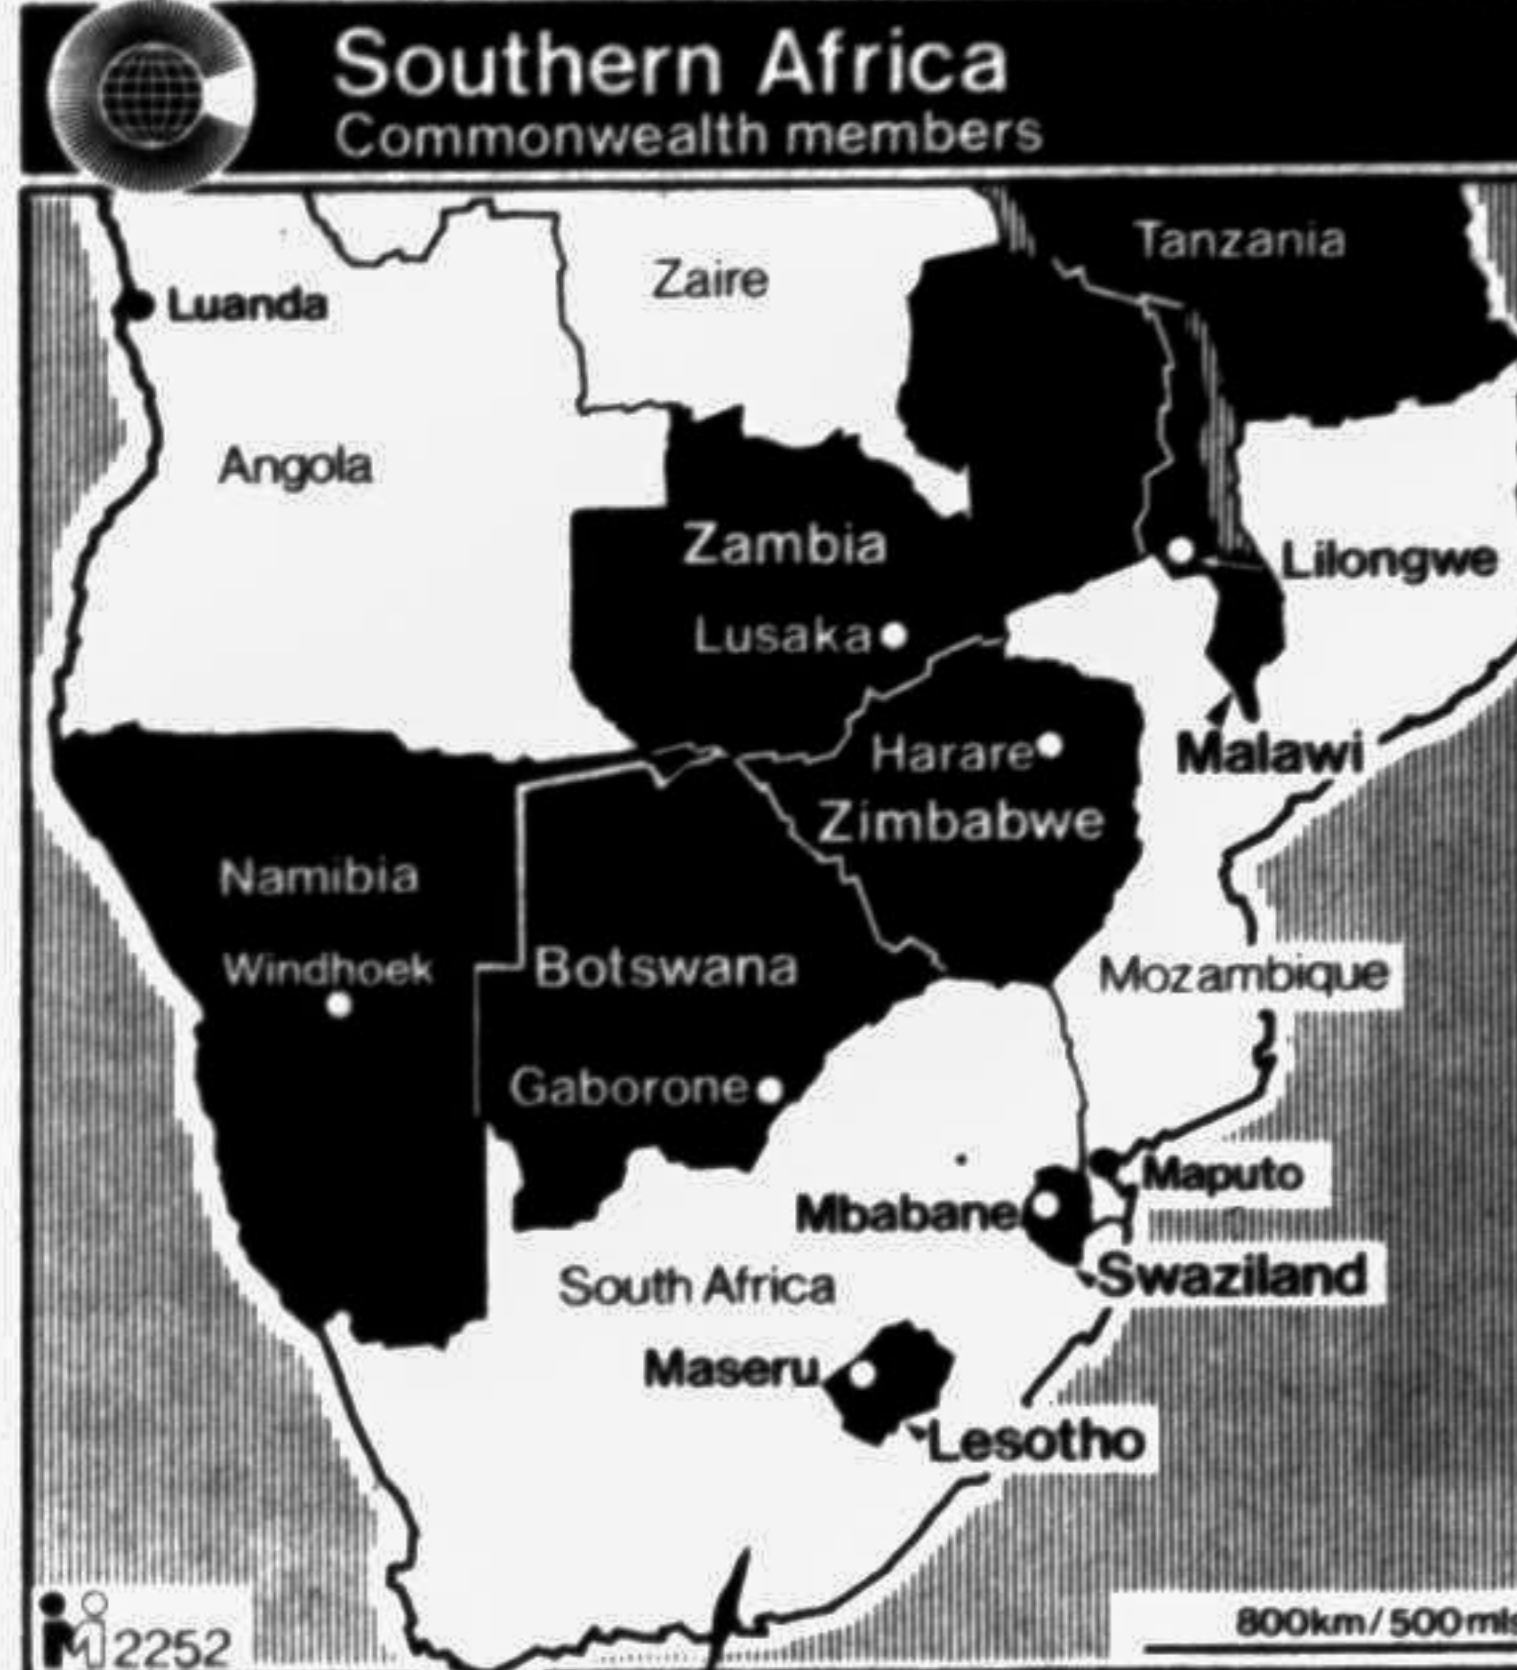 Southern Africa
Commonwealth members
Tanzania
Zaire
Luanda
Angola
Zambia
Lilongwe
Lusaka
Harare
Malawi
Zimbabwe
Namibia
Windhoek
Botswana
Mozambique
Gaborone
Maputo
Mbabane
Swaziland
South Africa
Maseru
Lesotho
800km/500mls
2252